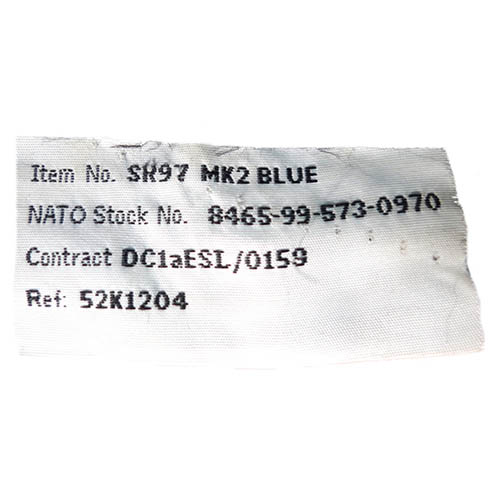 Item No. SR97 MK2 BLUE
NATO Stock No. 8465-99-573-0970
Contract DC1aESL/0159
Ref: 52K1204